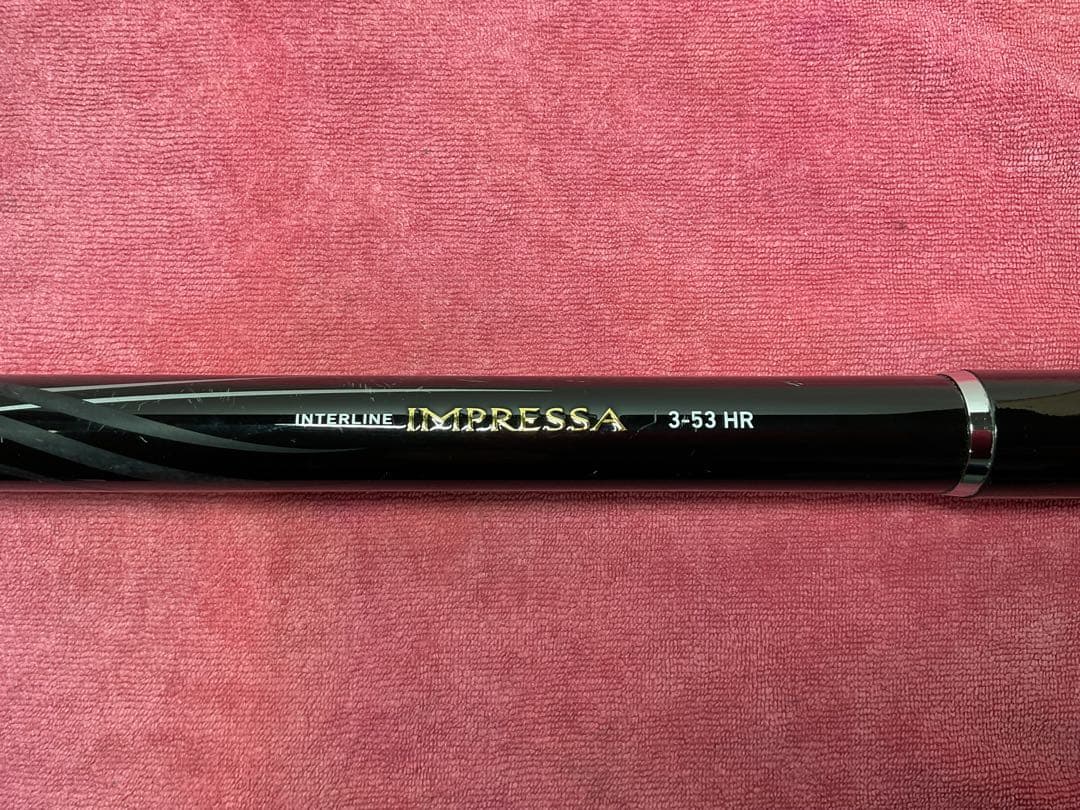 INTERLINE IMPRESSA 3-53 HR